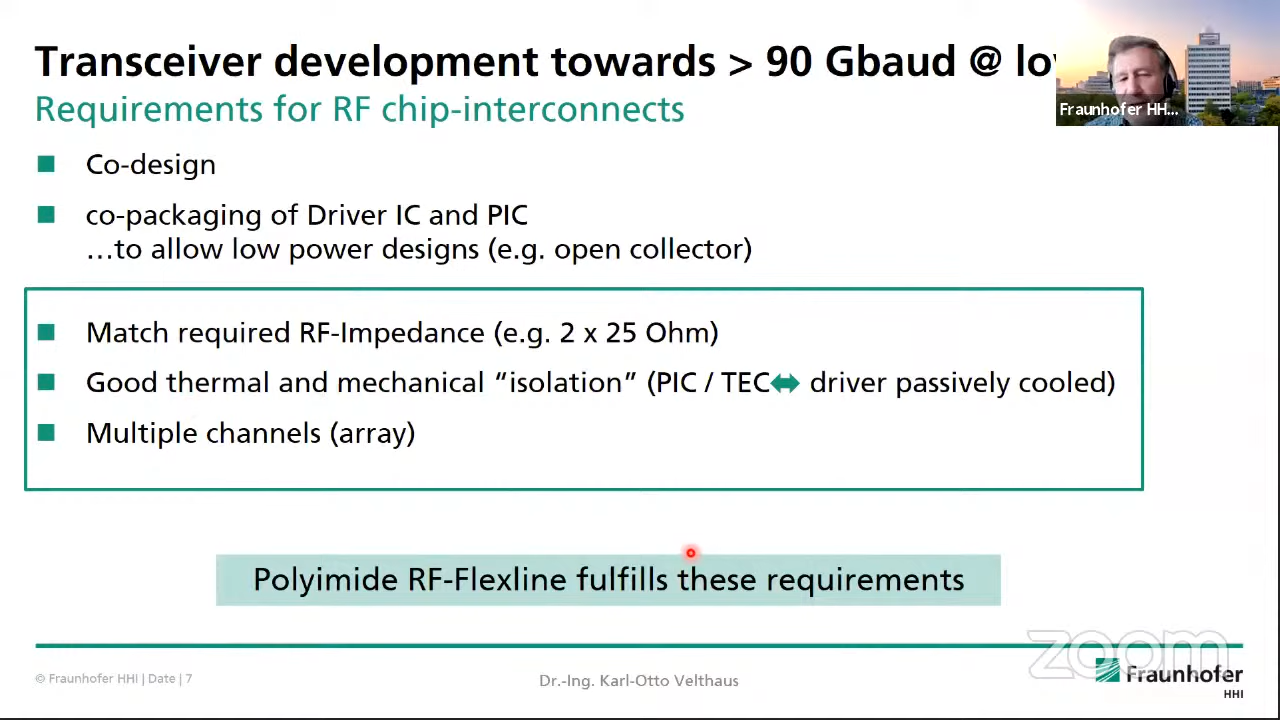 Transceiver development towards > 90 Gbaud @ lo
Requirements for RF chip-interconnects
Fraunhofer HH...
Co-design
co-packaging of Driver IC and PIC
...to allow low power designs (e.g. open collector)
Match required RF-Impedance (e.g. 2 x 25 Ohm)
Good thermal and mechanical “isolation” (PIC / TEC⬌ driver passively cooled)
Multiple channels (array)
Polyimide RF-Flexline fulfills these requirements
zoom
© Fraunhofer HHI | Date | 7
Dr.-Ing. Karl-Otto Velthaus
Fraunhofer
HHI